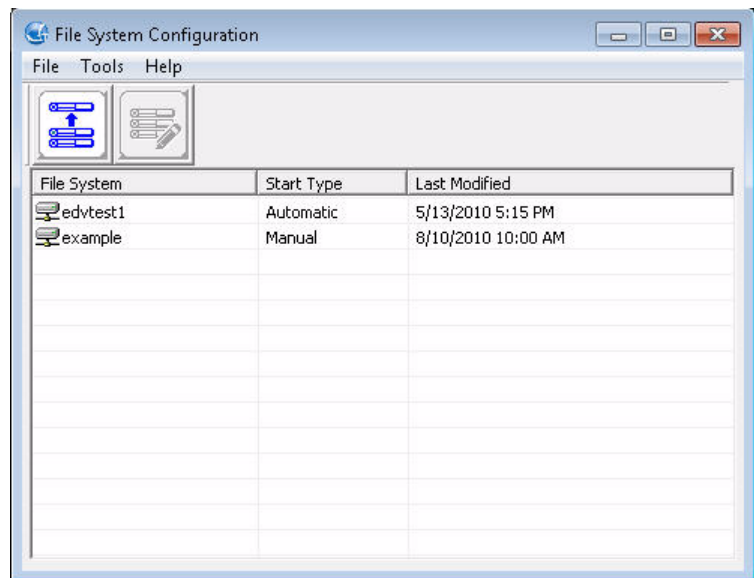 File System Configuration
File Tools Help
File System Start Type Last Modified
edvtest1 Automatic 5/13/2010 5:15 PM
example Manual 8/10/2010 10:00 AM